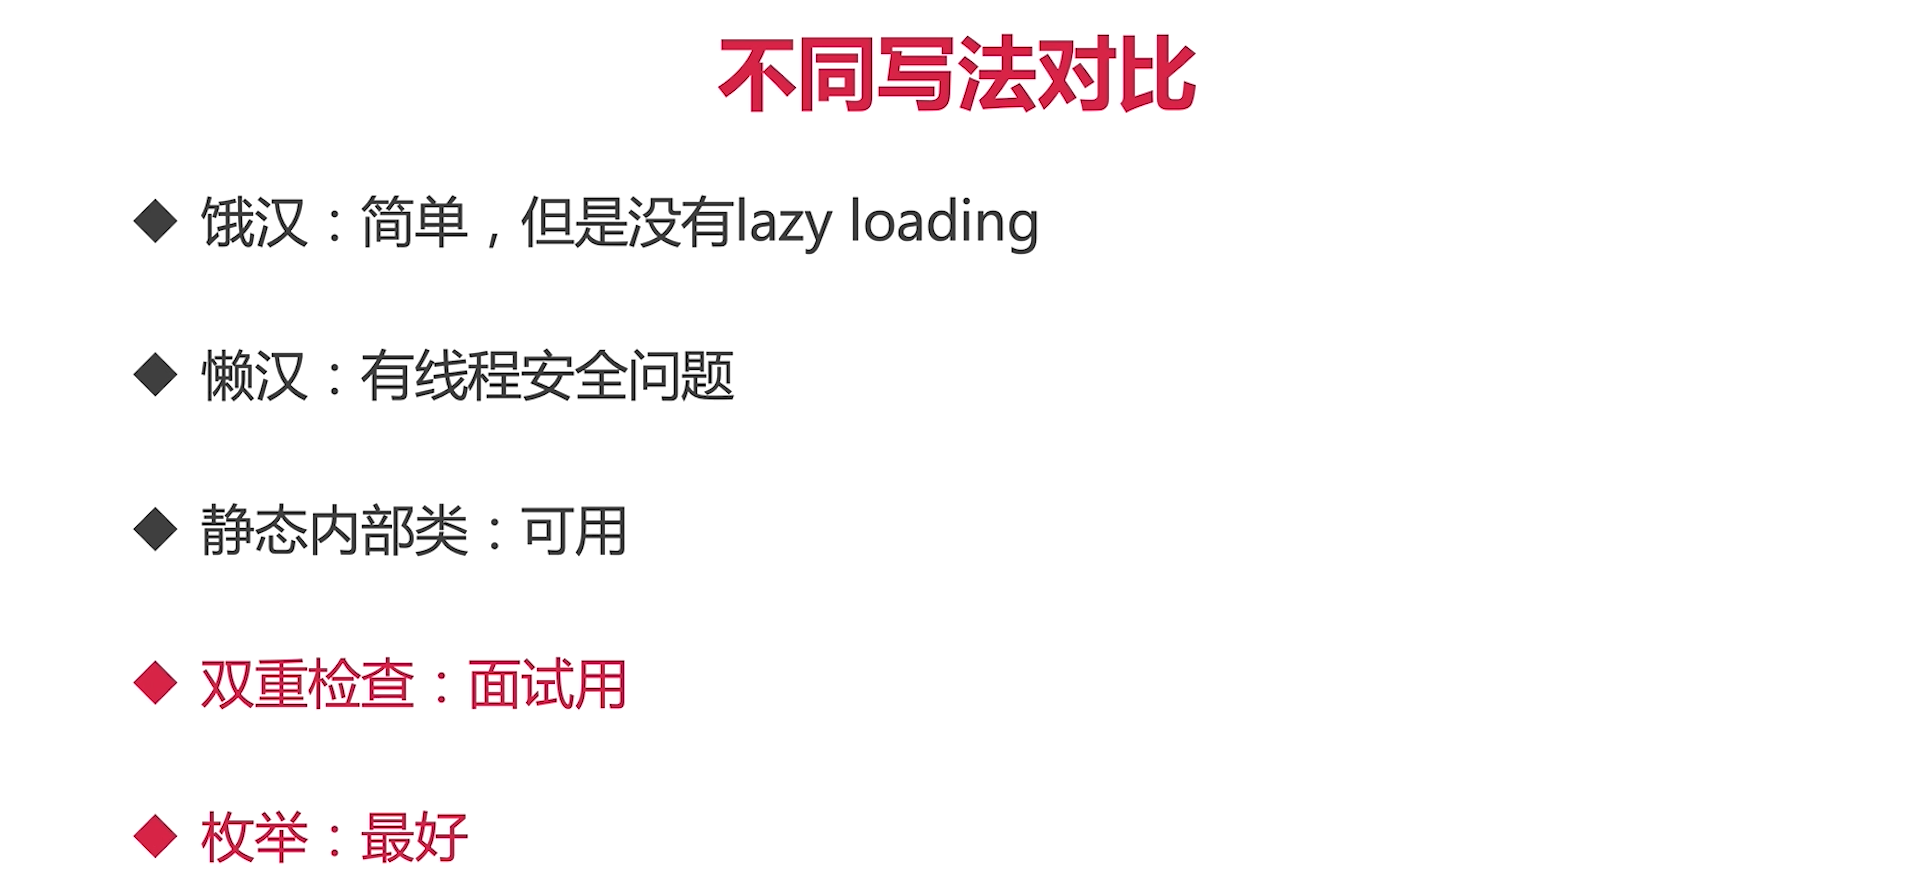 不同写法对比
饿汉：简单，但是没有lazy loading
懒汉：有线程安全问题
静态内部类：可用
双重检查：面试用
枚举：最好